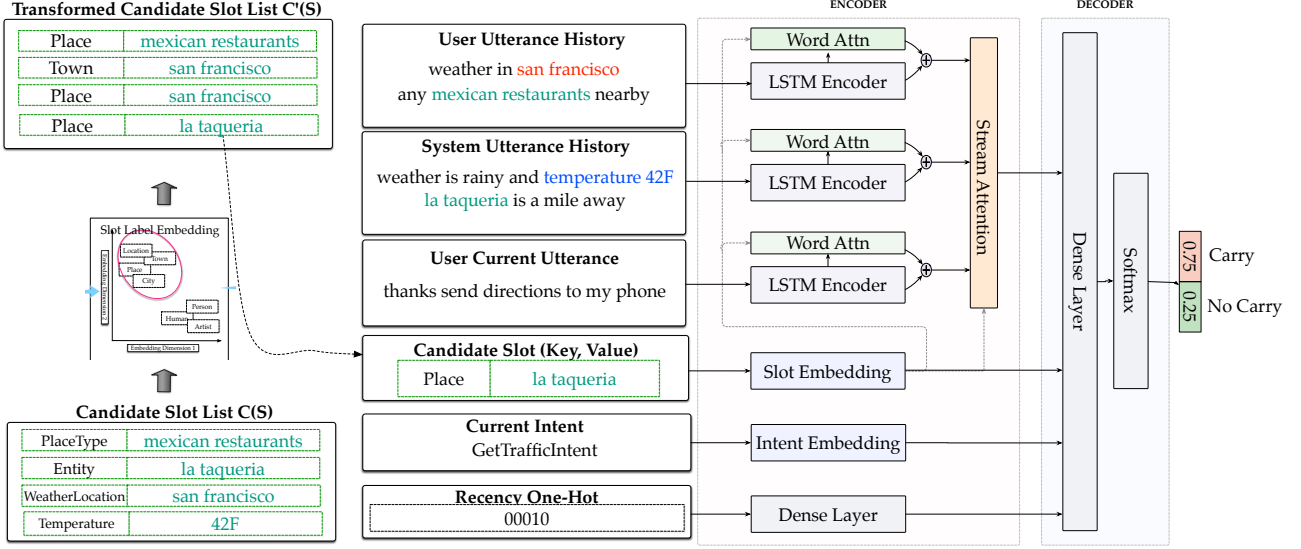 Transformed Candidate Slot List C'(S)
Place mexican restaurants
Town san francisco
Place san francisco
Place la taqueria
Slot Label Embedding
Location
Town
Place
City
Person
Human
Artist
Embedding Dimension 2
Embedding Dimension 1
Candidate Slot List C(S)
PlaceType mexican restaurants
Entity la taqueria
WeatherLocation san francisco
Temperature 42F
User Utterance History
weather in san francisco
any mexican restaurants nearby
System Utterance History
weather is rainy and temperature 42F
la taqueria is a mile away
User Current Utterance
thanks send directions to my phone
Candidate Slot (Key, Value)
Place la taqueria
Current Intent
GetTrafficIntent
Recency One-Hot
00010
ENCODER
Word Attn
LSTM Encoder
Word Attn
LSTM Encoder
Word Attn
LSTM Encoder
Stream Attention
Slot Embedding
Intent Embedding
Dense Layer
DECODER
Dense Layer
Softmax
0.75 Carry
0.25 No Carry